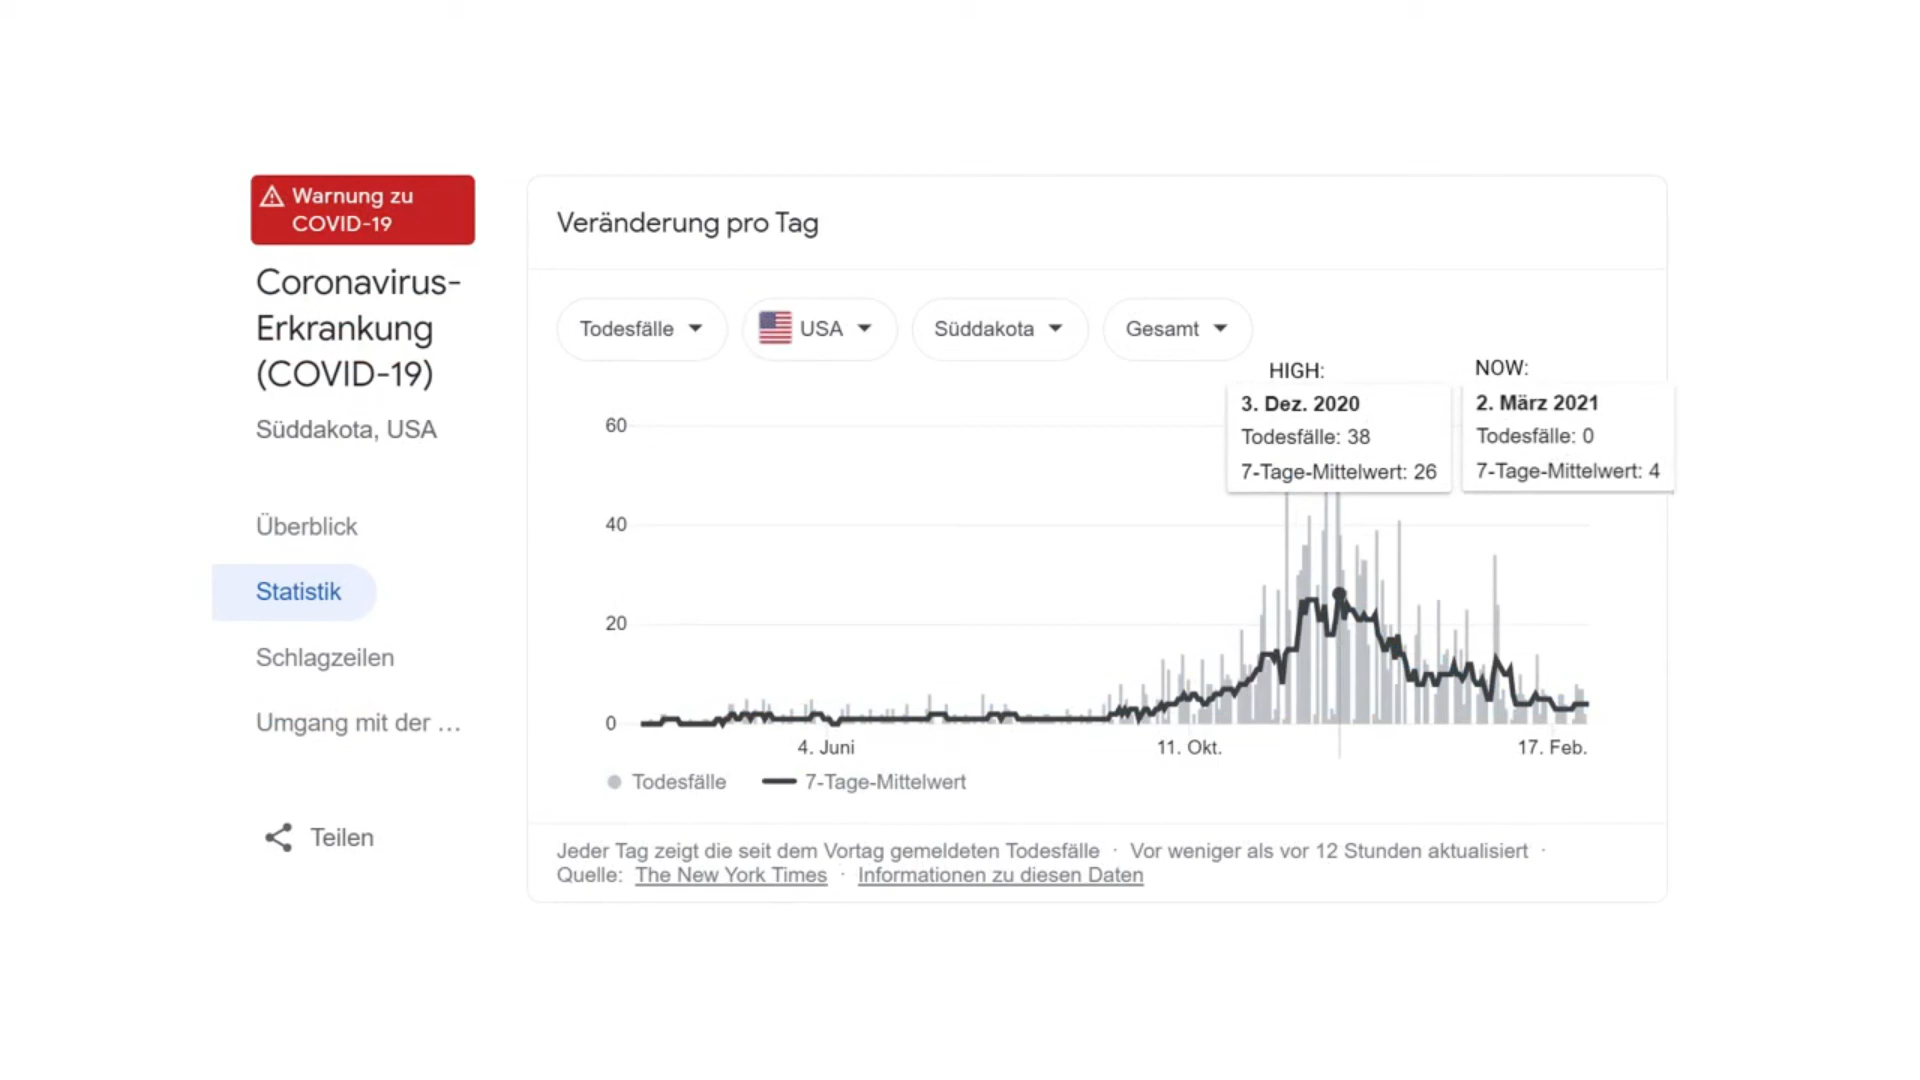 Warnung zu
COVID-19
Coronavirus-
Erkrankung
(COVID-19)
Süddakota, USA
Überblick
Statistik
Schlagzeilen
Umgang mit der …
Teilen
Veränderung pro Tag
Todesfälle
USA
Süddakota
Gesamt
HIGH:
3. Dez. 2020
Todesfälle: 38
7-Tage-Mittelwert: 26
NOW:
2. März 2021
Todesfälle: 0
7-Tage-Mittelwert: 4
60
40
20
0
4. Juni
11. Okt.
17. Feb.
Todesfälle
7-Tage-Mittelwert
Jeder Tag zeigt die seit dem Vortag gemeldeten Todesfälle · Vor weniger als vor 12 Stunden aktualisiert ·
Quelle: The New York Times · Informationen zu diesen Daten